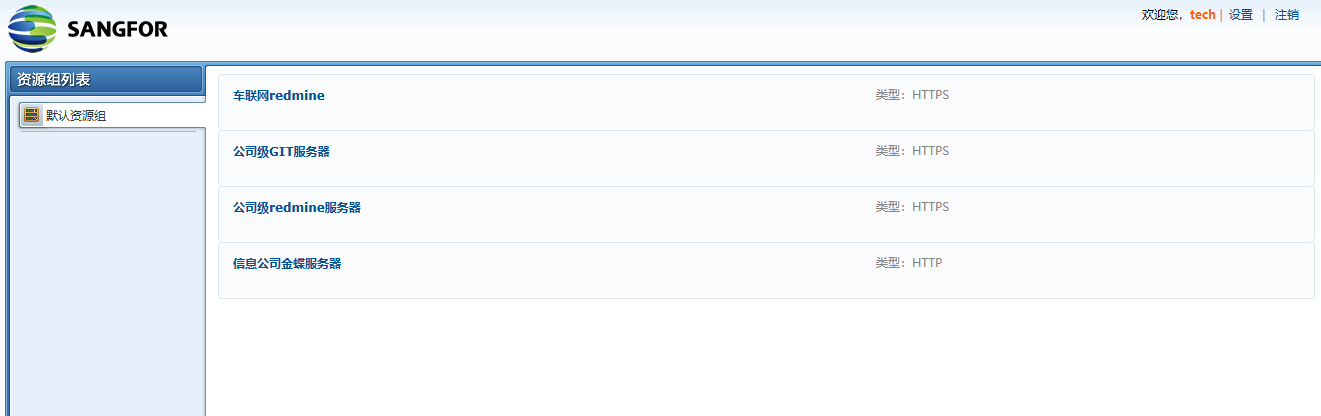 SANGFOR
欢迎您，tech | 设置 | 注销
资源组列表
默认资源组
车联网redmine 类型：HTTPS
公司级GIT服务器 类型：HTTPS
公司级redmine服务器 类型：HTTPS
信息公司金蝶服务器 类型：HTTP